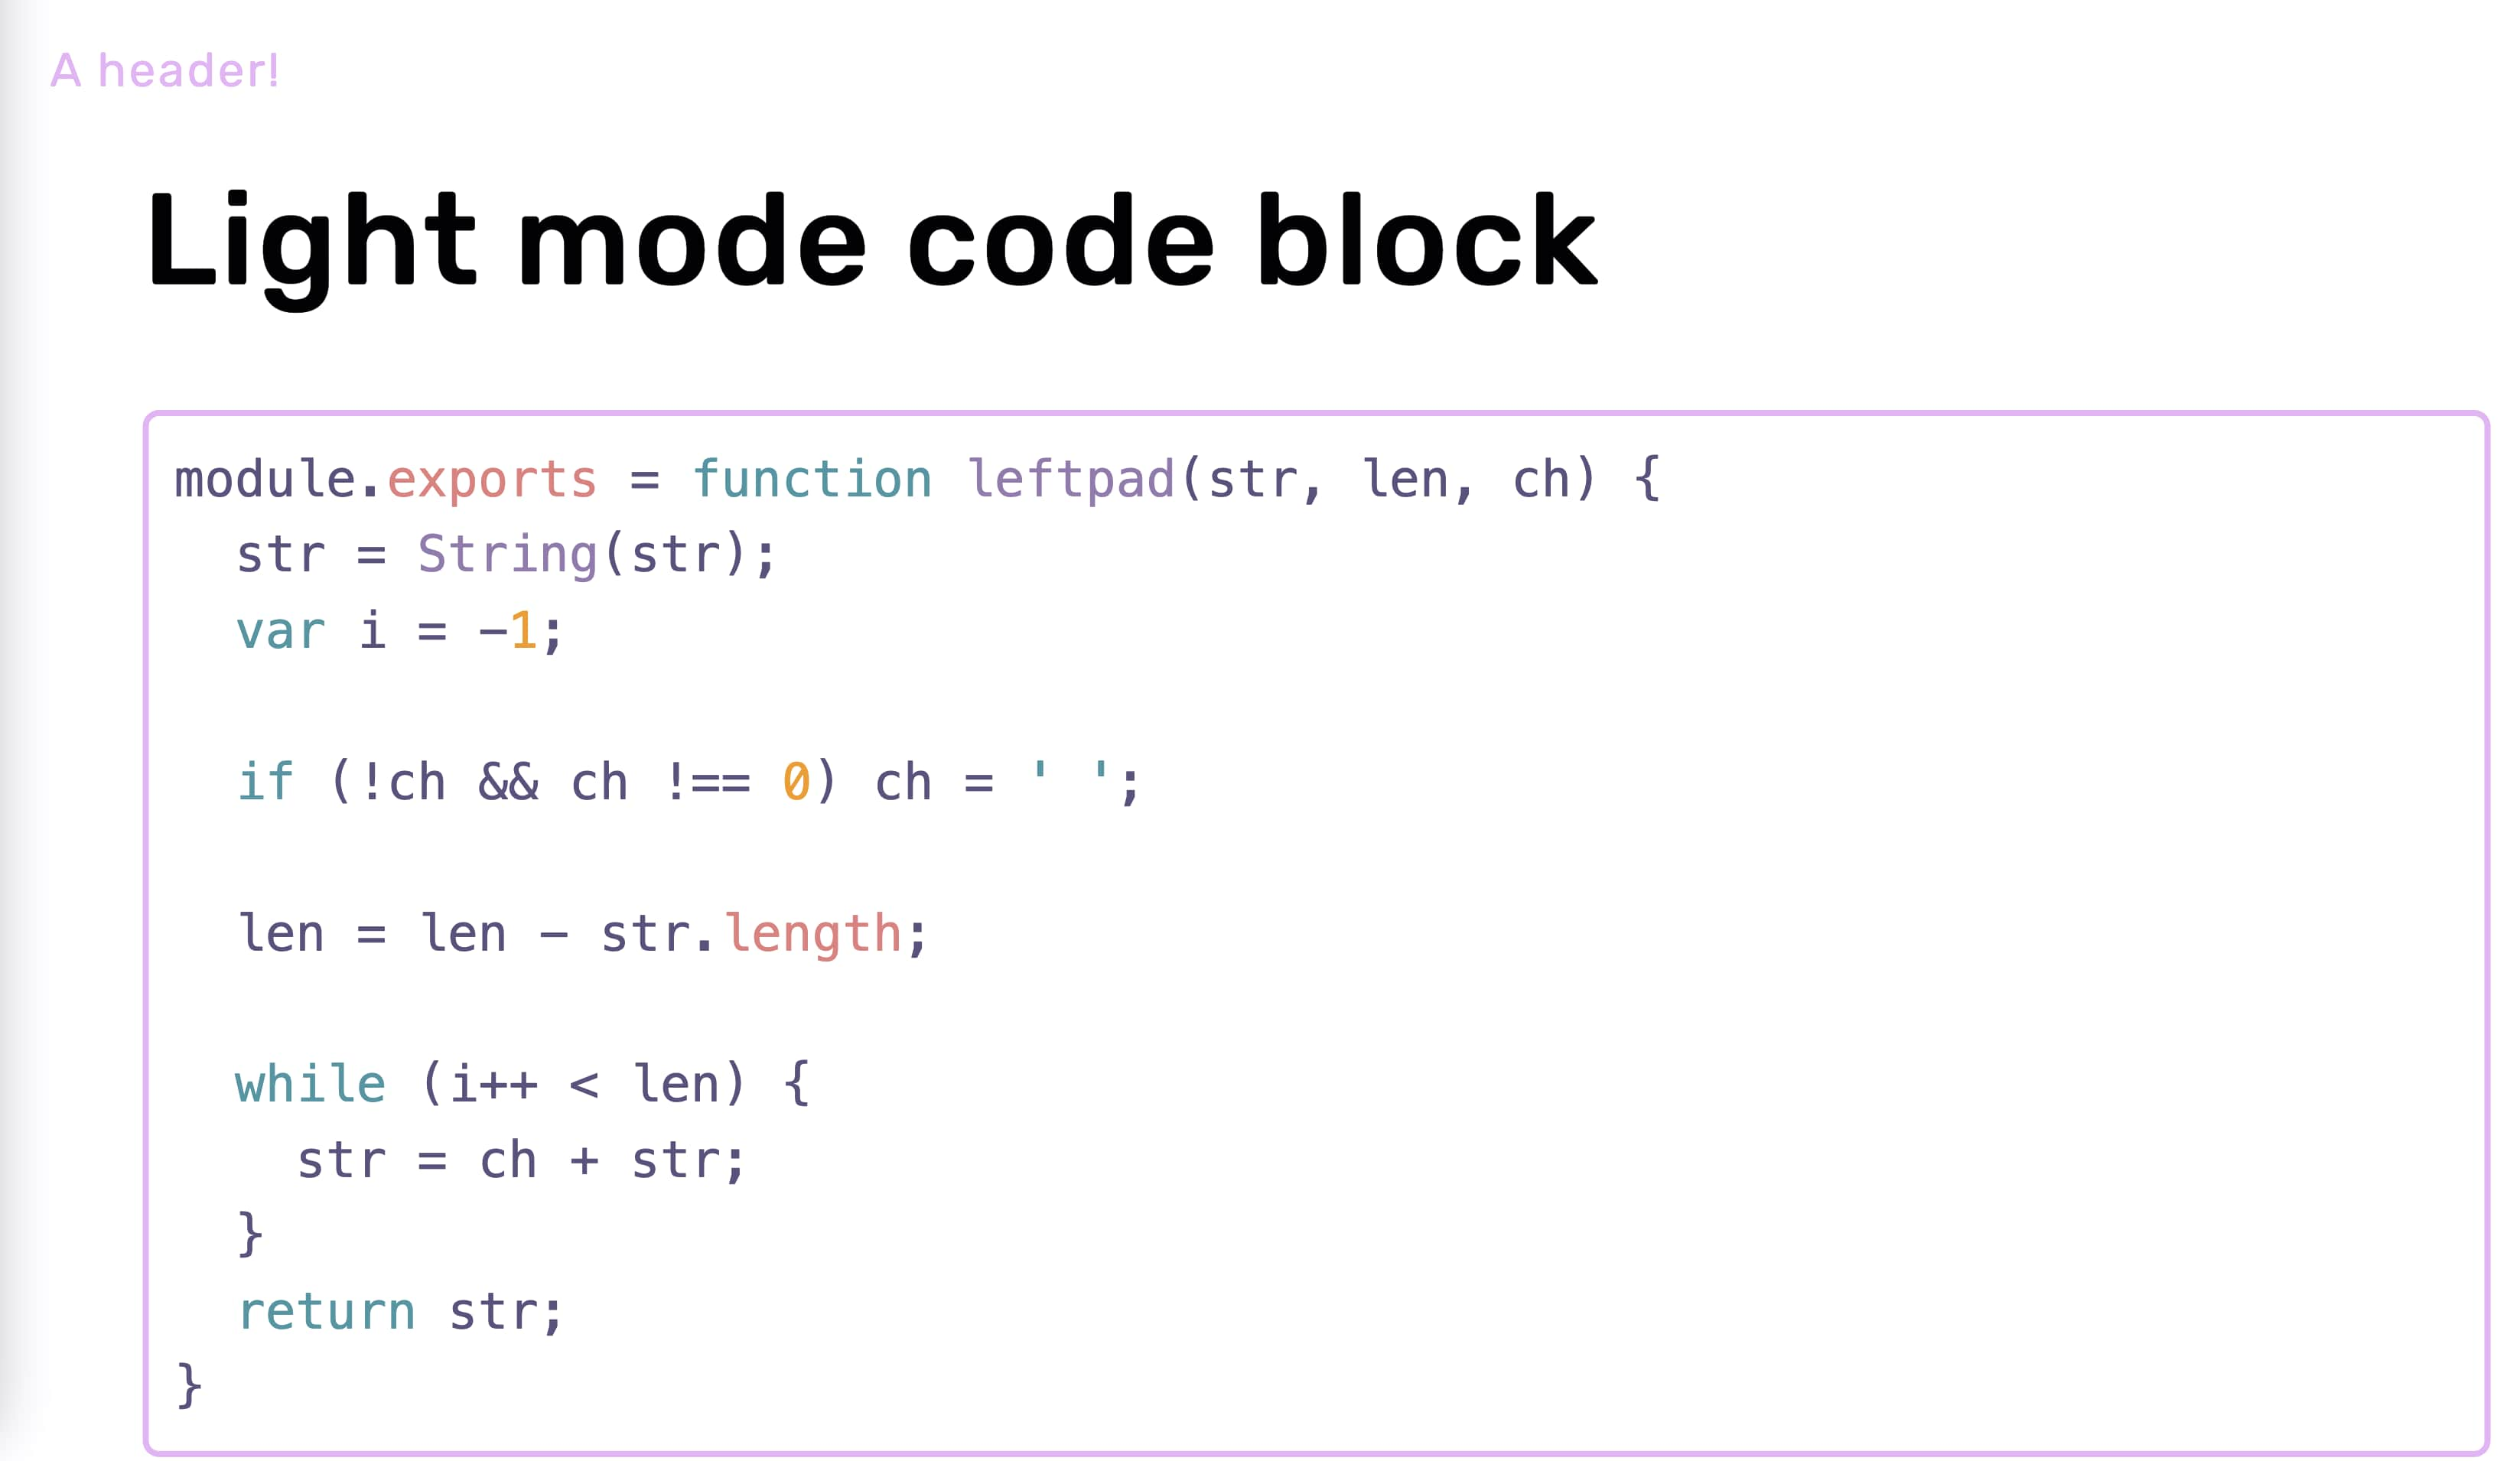 A header!
Light mode code block
module.exports = function leftpad(str, len, ch) {
  str = String(str);
  var i = -1;

  if (!ch && ch !== 0) ch = ' ';

  len = len - str.length;

  while (i++ < len) {
    str = ch + str;
  }
  return str;
}